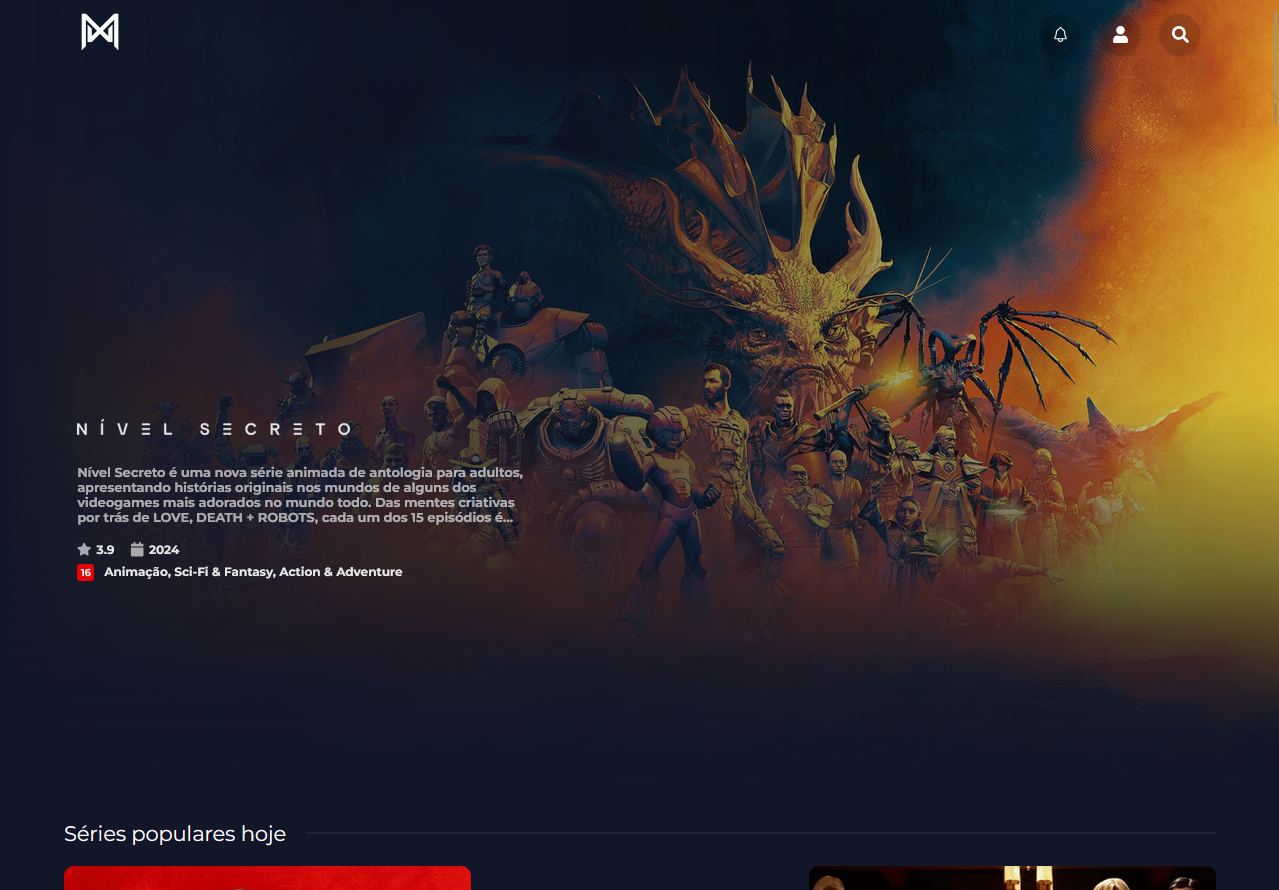 NÍVEL SECRETO
Nível Secreto é uma nova série animada de antologia para adultos,
apresentando histórias originais nos mundos de alguns dos
videogames mais adorados no mundo todo. Das mentes criativas
por trás de LOVE, DEATH + ROBOTS, cada um dos 15 episódios é...
3.9 2024
16 Animação, Sci-Fi & Fantasy, Action & Adventure
Séries populares hoje